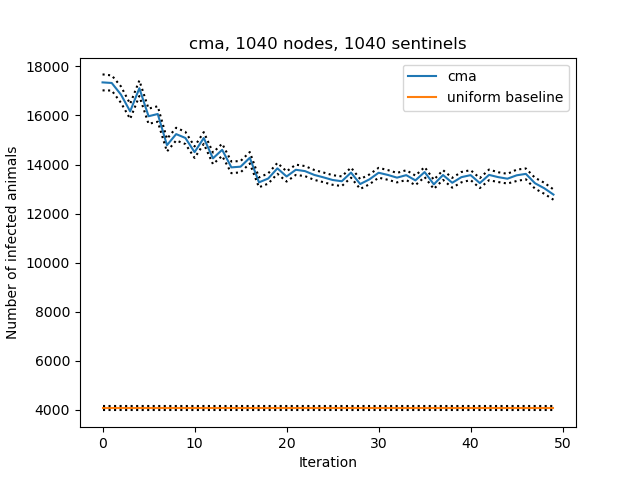 cma, 1040 nodes, 1040 sentinels
cma
uniform baseline
Number of infected animals
18000
16000
14000
12000
10000
8000
6000
4000
0 10 20 30 40 50
Iteration